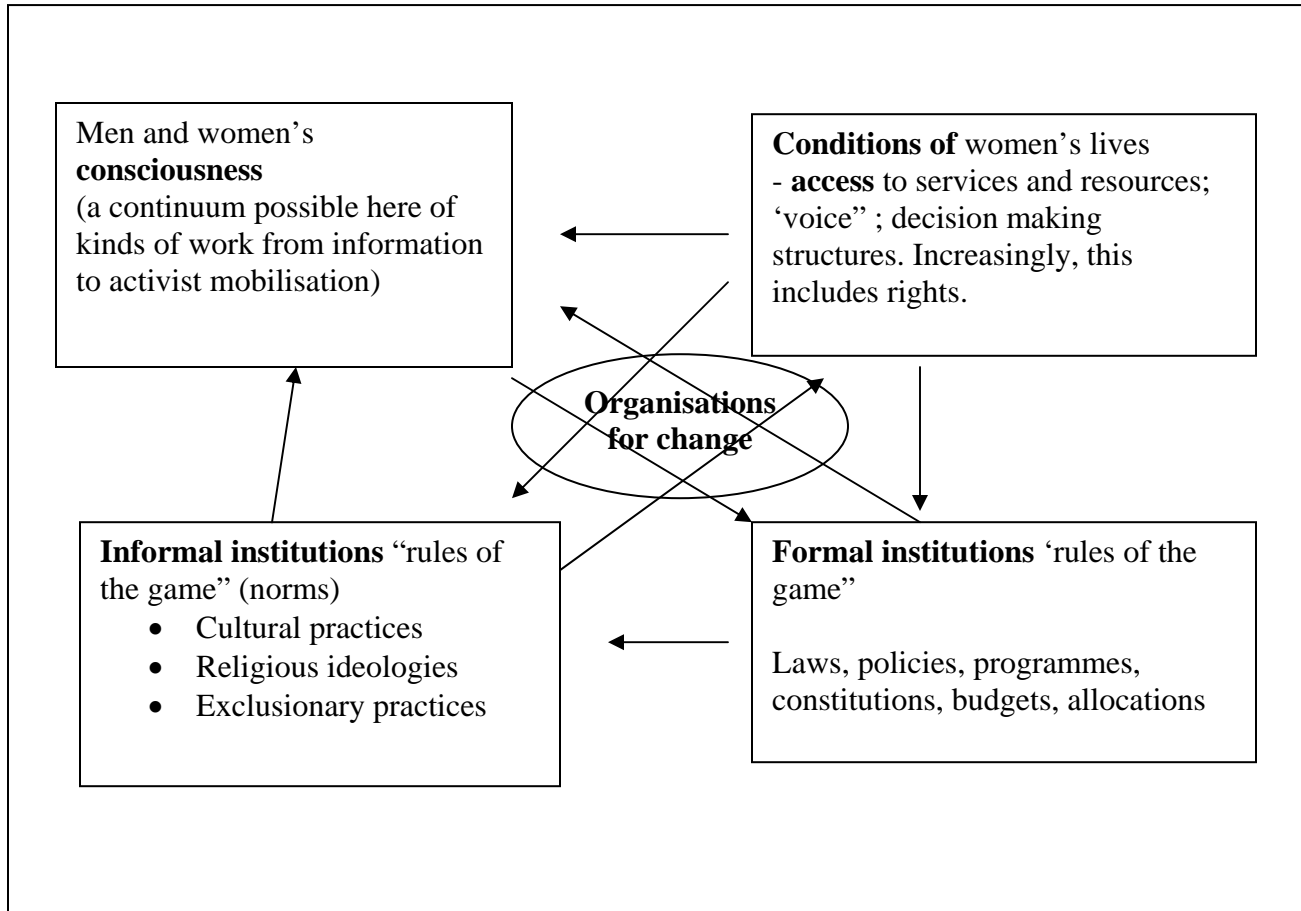 Men and women’s
consciousness
(a continuum possible here of
kinds of work from information
to activist mobilisation)
Conditions of women’s lives
- access to services and resources;
‘voice” ; decision making
structures. Increasingly, this
includes rights.
Organisations
for change
Informal institutions “rules of
the game” (norms)
• Cultural practices
• Religious ideologies
• Exclusionary practices
Formal institutions ‘rules of the
game”
Laws, policies, programmes,
constitutions, budgets, allocations